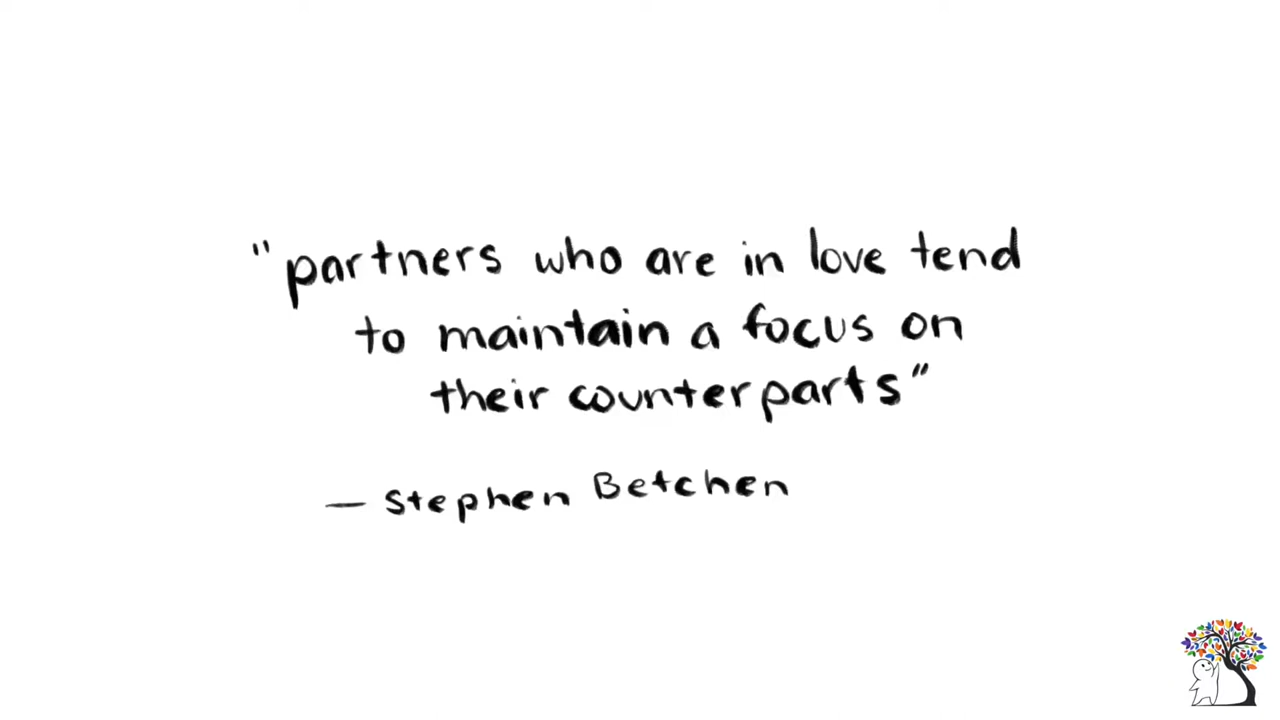 "partners who are in love tend
to maintain a focus on
their counterparts"
— Stephen Betchen